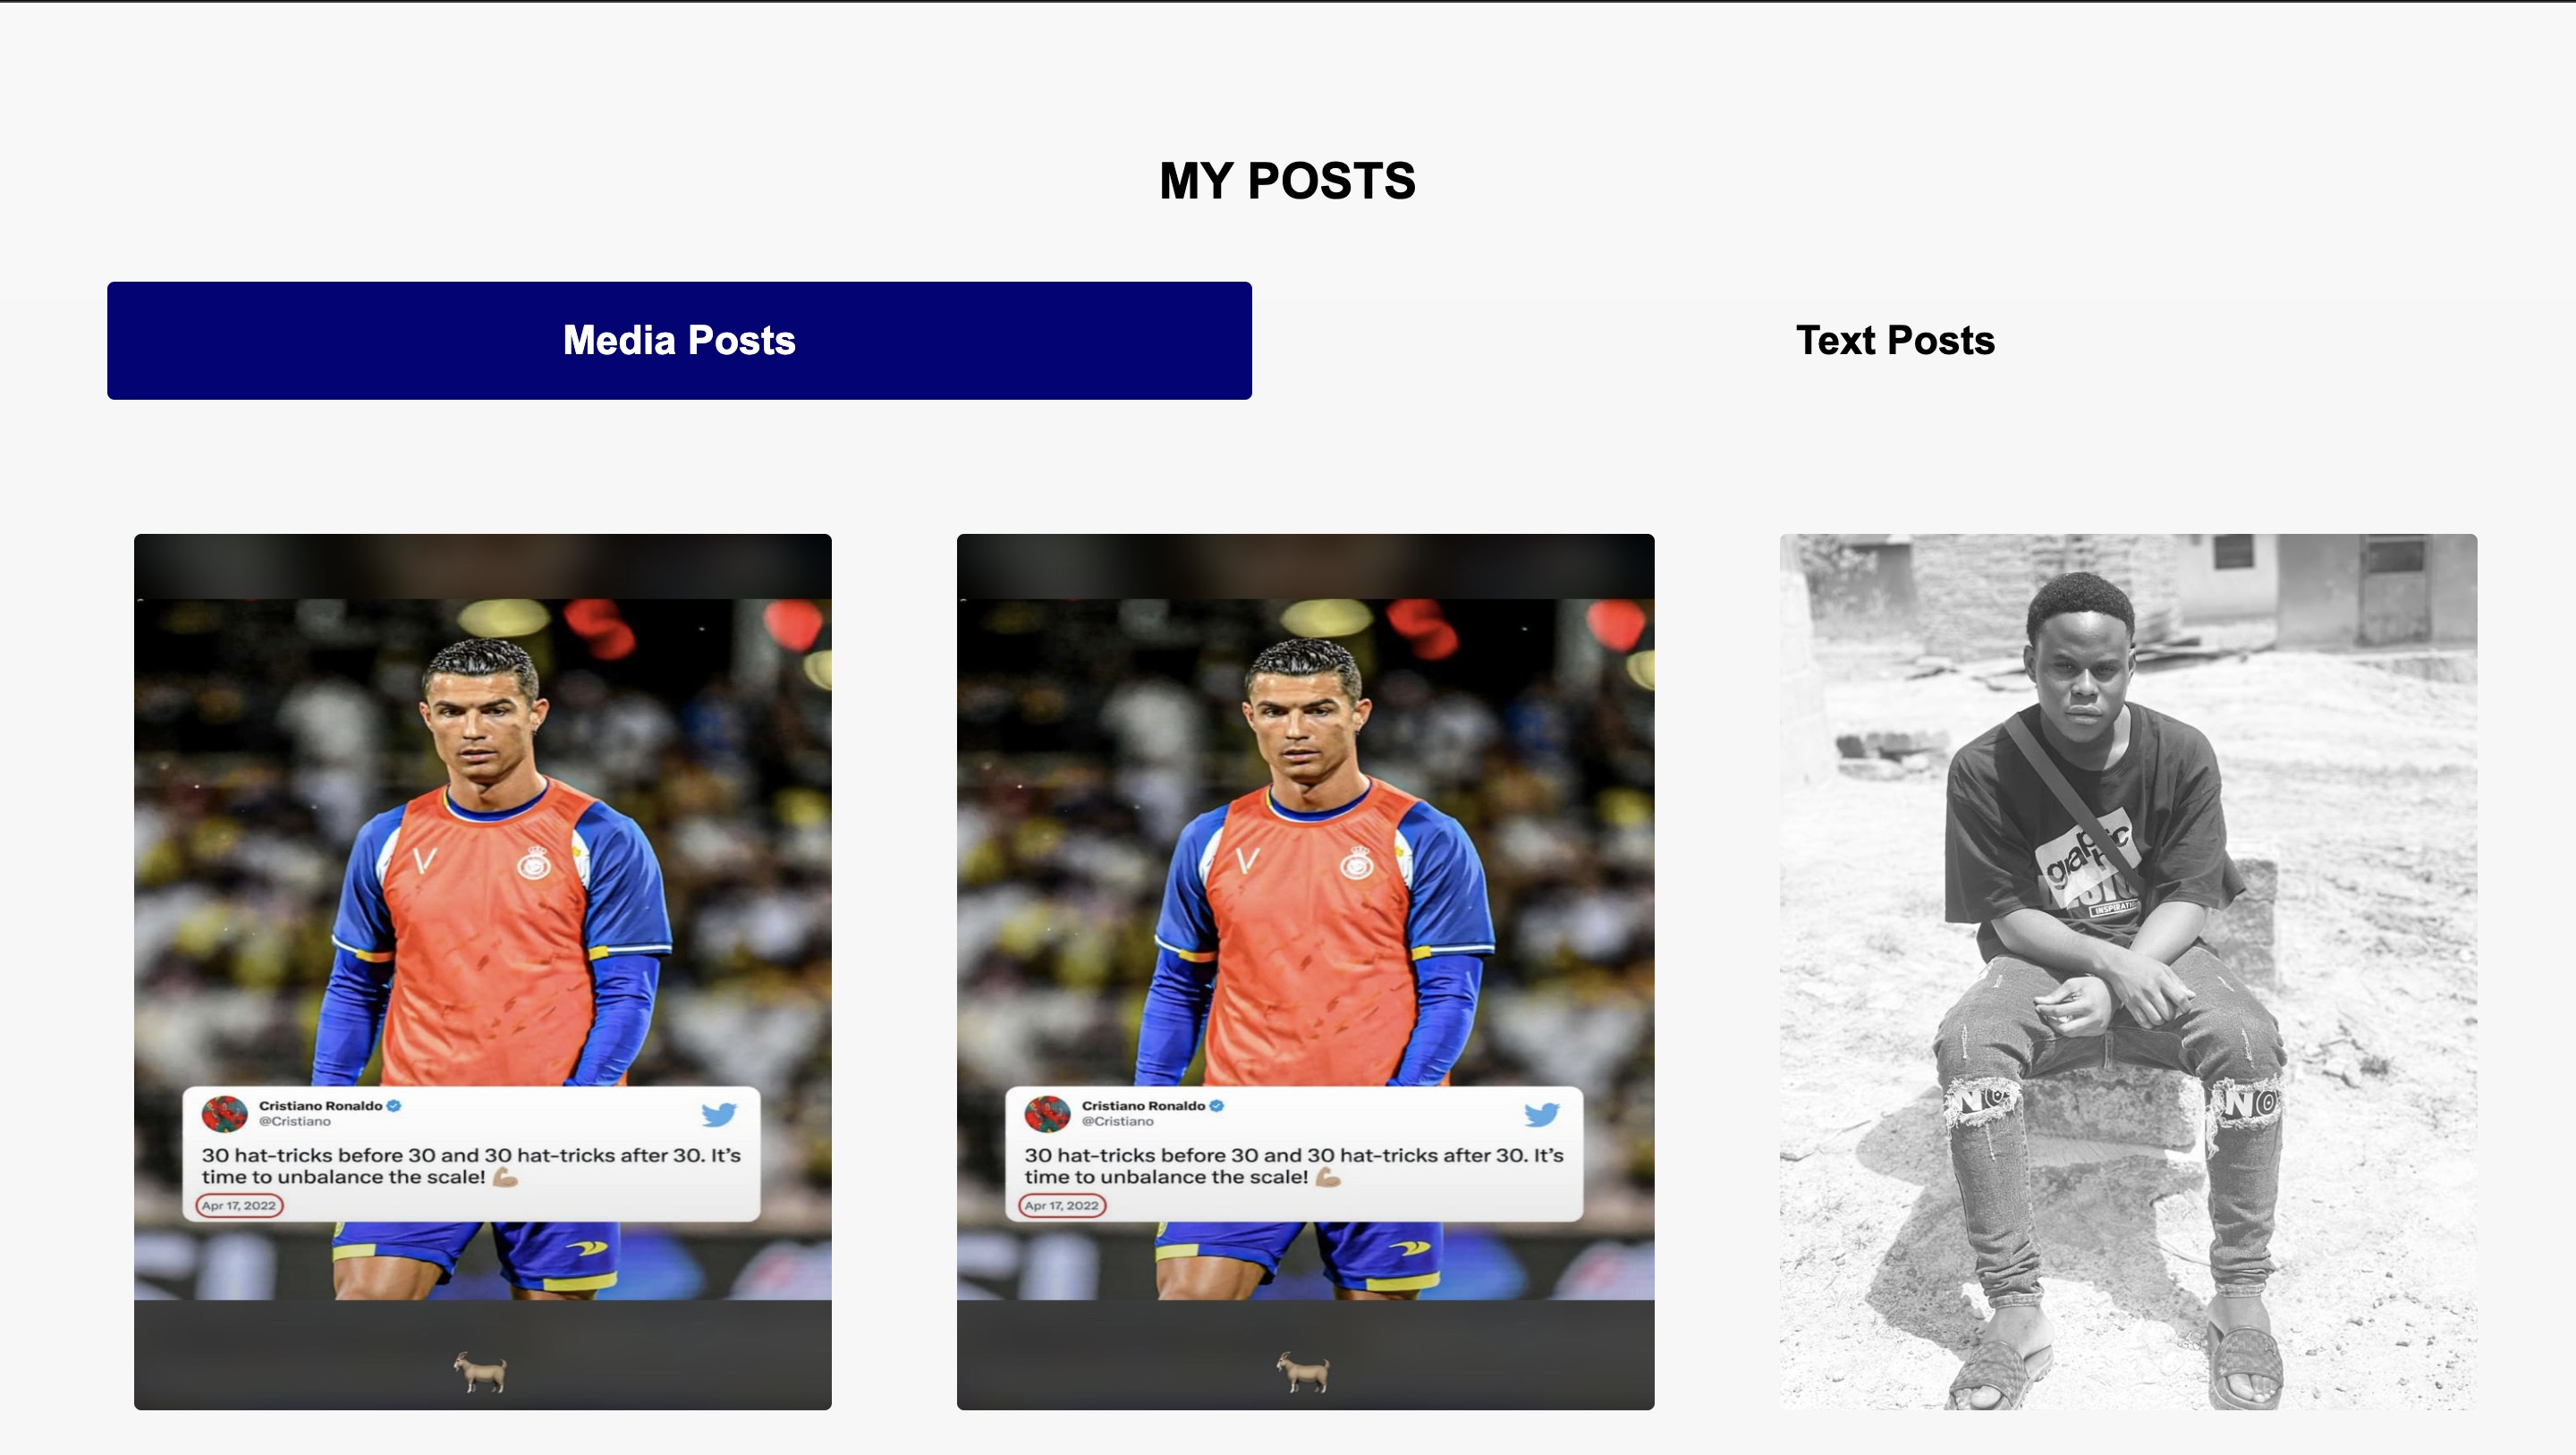 MY POSTS
Media Posts
Text Posts
Cristiano Ronaldo
@Cristiano
30 hat-tricks before 30 and 30 hat-tricks after 30. It’s
time to unbalance the scale! 💪🏽
Apr 17, 2022
Cristiano Ronaldo
@Cristiano
30 hat-tricks before 30 and 30 hat-tricks after 30. It’s
time to unbalance the scale! 💪🏽
Apr 17, 2022
NO
NO